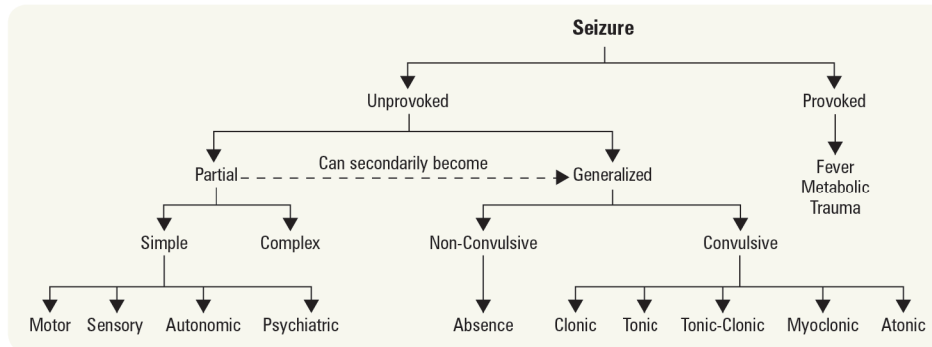 Seizure
Unprovoked
Provoked
Partial
Can secondarily become
Generalized
Fever
Metabolic
Trauma
Simple
Complex
Non-Convulsive
Convulsive
Motor
Sensory
Autonomic
Psychiatric
Absence
Clonic
Tonic
Tonic-Clonic
Myoclonic
Atonic